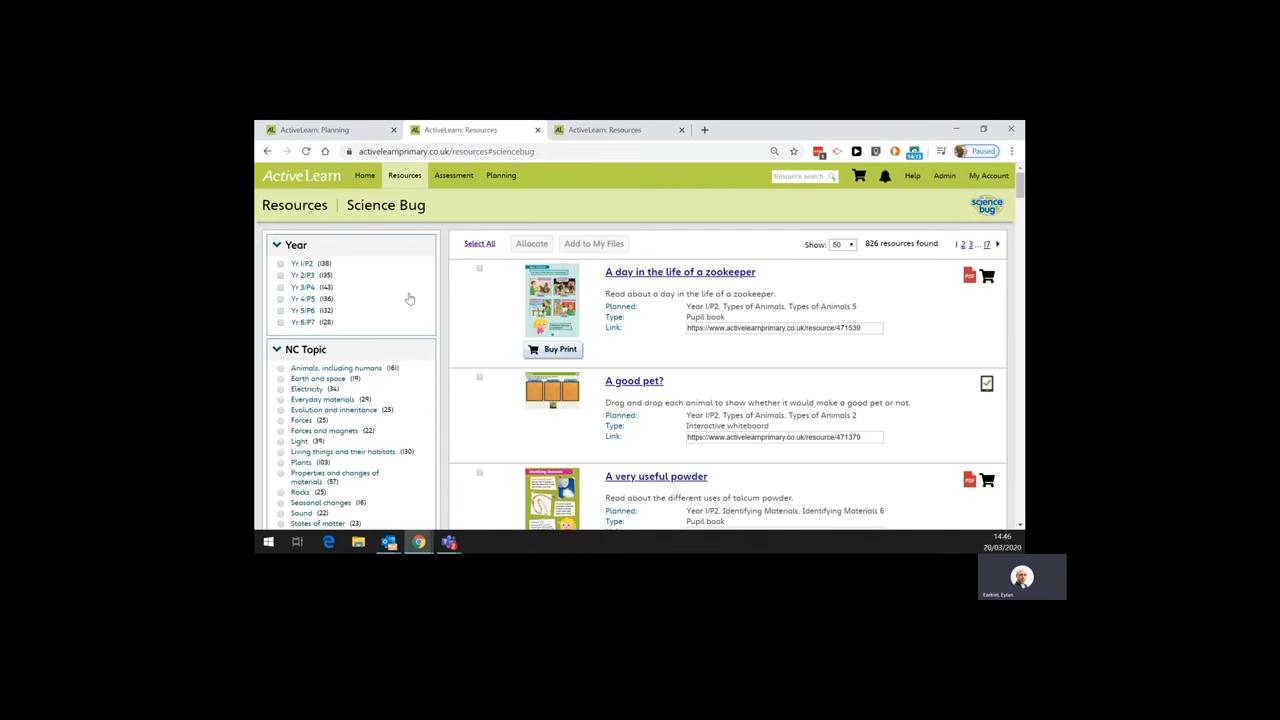 ActiveLearn: Planning
ActiveLearn: Resources
ActiveLearn: Resources
activelearnprimary.co.uk/resources#sciencebug
Paused
ActiveLearn Home Resources Assessment Planning
Resource search
Help Admin My Account
Resources | Science Bug
science bug
Year
Yr 1/P2 (138)
Yr 2/P3 (135)
Yr 3/P4 (143)
Yr 4/P5 (136)
Yr 5/P6 (132)
Yr 6/P7 (128)
NC Topic
Animals, including humans (161)
Earth and space (19)
Electricity (34)
Everyday materials (29)
Evolution and inheritance (25)
Forces (25)
Forces and magnets (22)
Light (39)
Living things and their habitats (130)
Plants (103)
Properties and changes of
materials (57)
Rocks (25)
Seasonal changes (16)
Sound (22)
States of matter (23)
Select All Allocate Add to My Files
Show: 50 826 resources found 1 2 3 ... 17
A day in the life of a zookeeper
Read about a day in the life of a zookeeper.
Planned: Year 1/P2, Types of Animals, Types of Animals 5
Type: Pupil book
Link: https://www.activelearnprimary.co.uk/resource/471539
PDF
Buy Print
A good pet?
Drag and drop each animal to show whether it would make a good pet or not.
Planned: Year 1/P2, Types of Animals, Types of Animals 2
Type: Interactive whiteboard
Link: https://www.activelearnprimary.co.uk/resource/471379
Identifying Materials
A very useful powder
Read about the different uses of talcum powder.
Planned: Year 1/P2, Identifying Materials, Identifying Materials 6
Type: Pupil book
PDF
14:46
20/03/2020